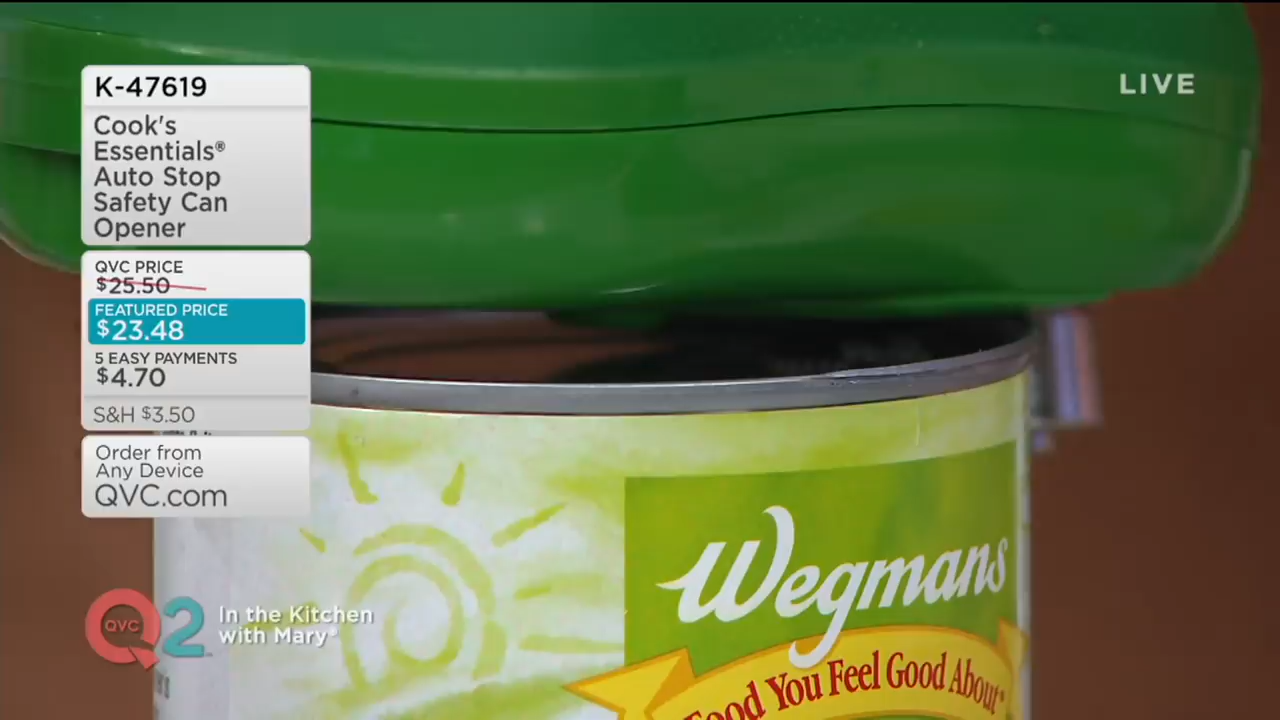 K-47619
Cook's
Essentials®
Auto Stop
Safety Can
Opener
QVC PRICE
$25.50
FEATURED PRICE
$23.48
5 EASY PAYMENTS
$4.70
S&H $3.50
Order from
Any Device
QVC.com
QVC 2™
In the Kitchen
with Mary®
LIVE
Wegmans
Food You Feel Good About®